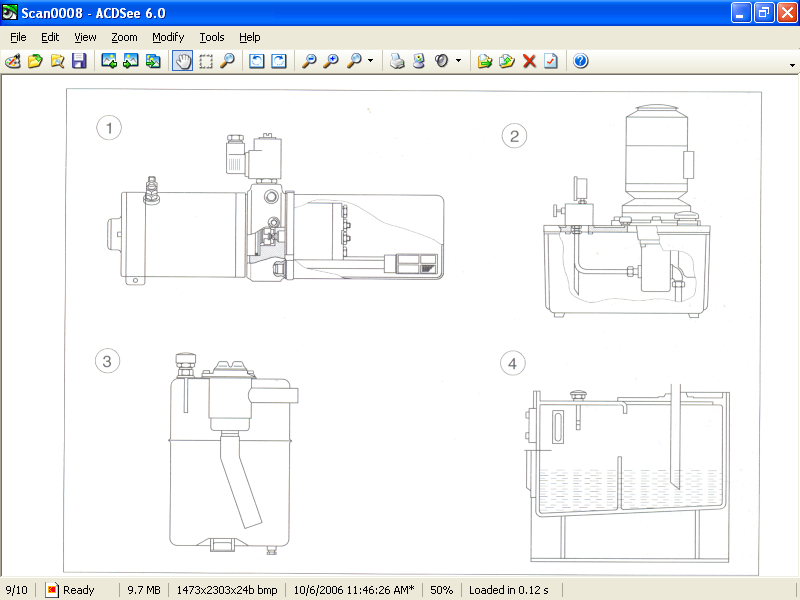 Scan0008 - ACDSee 6.0
File Edit View Zoom Modify Tools Help
1
2
3
4
9/10 Ready 9.7 MB 1473x2303x24b bmp 10/6/2006 11:46:26 AM* 50% Loaded in 0.12 s